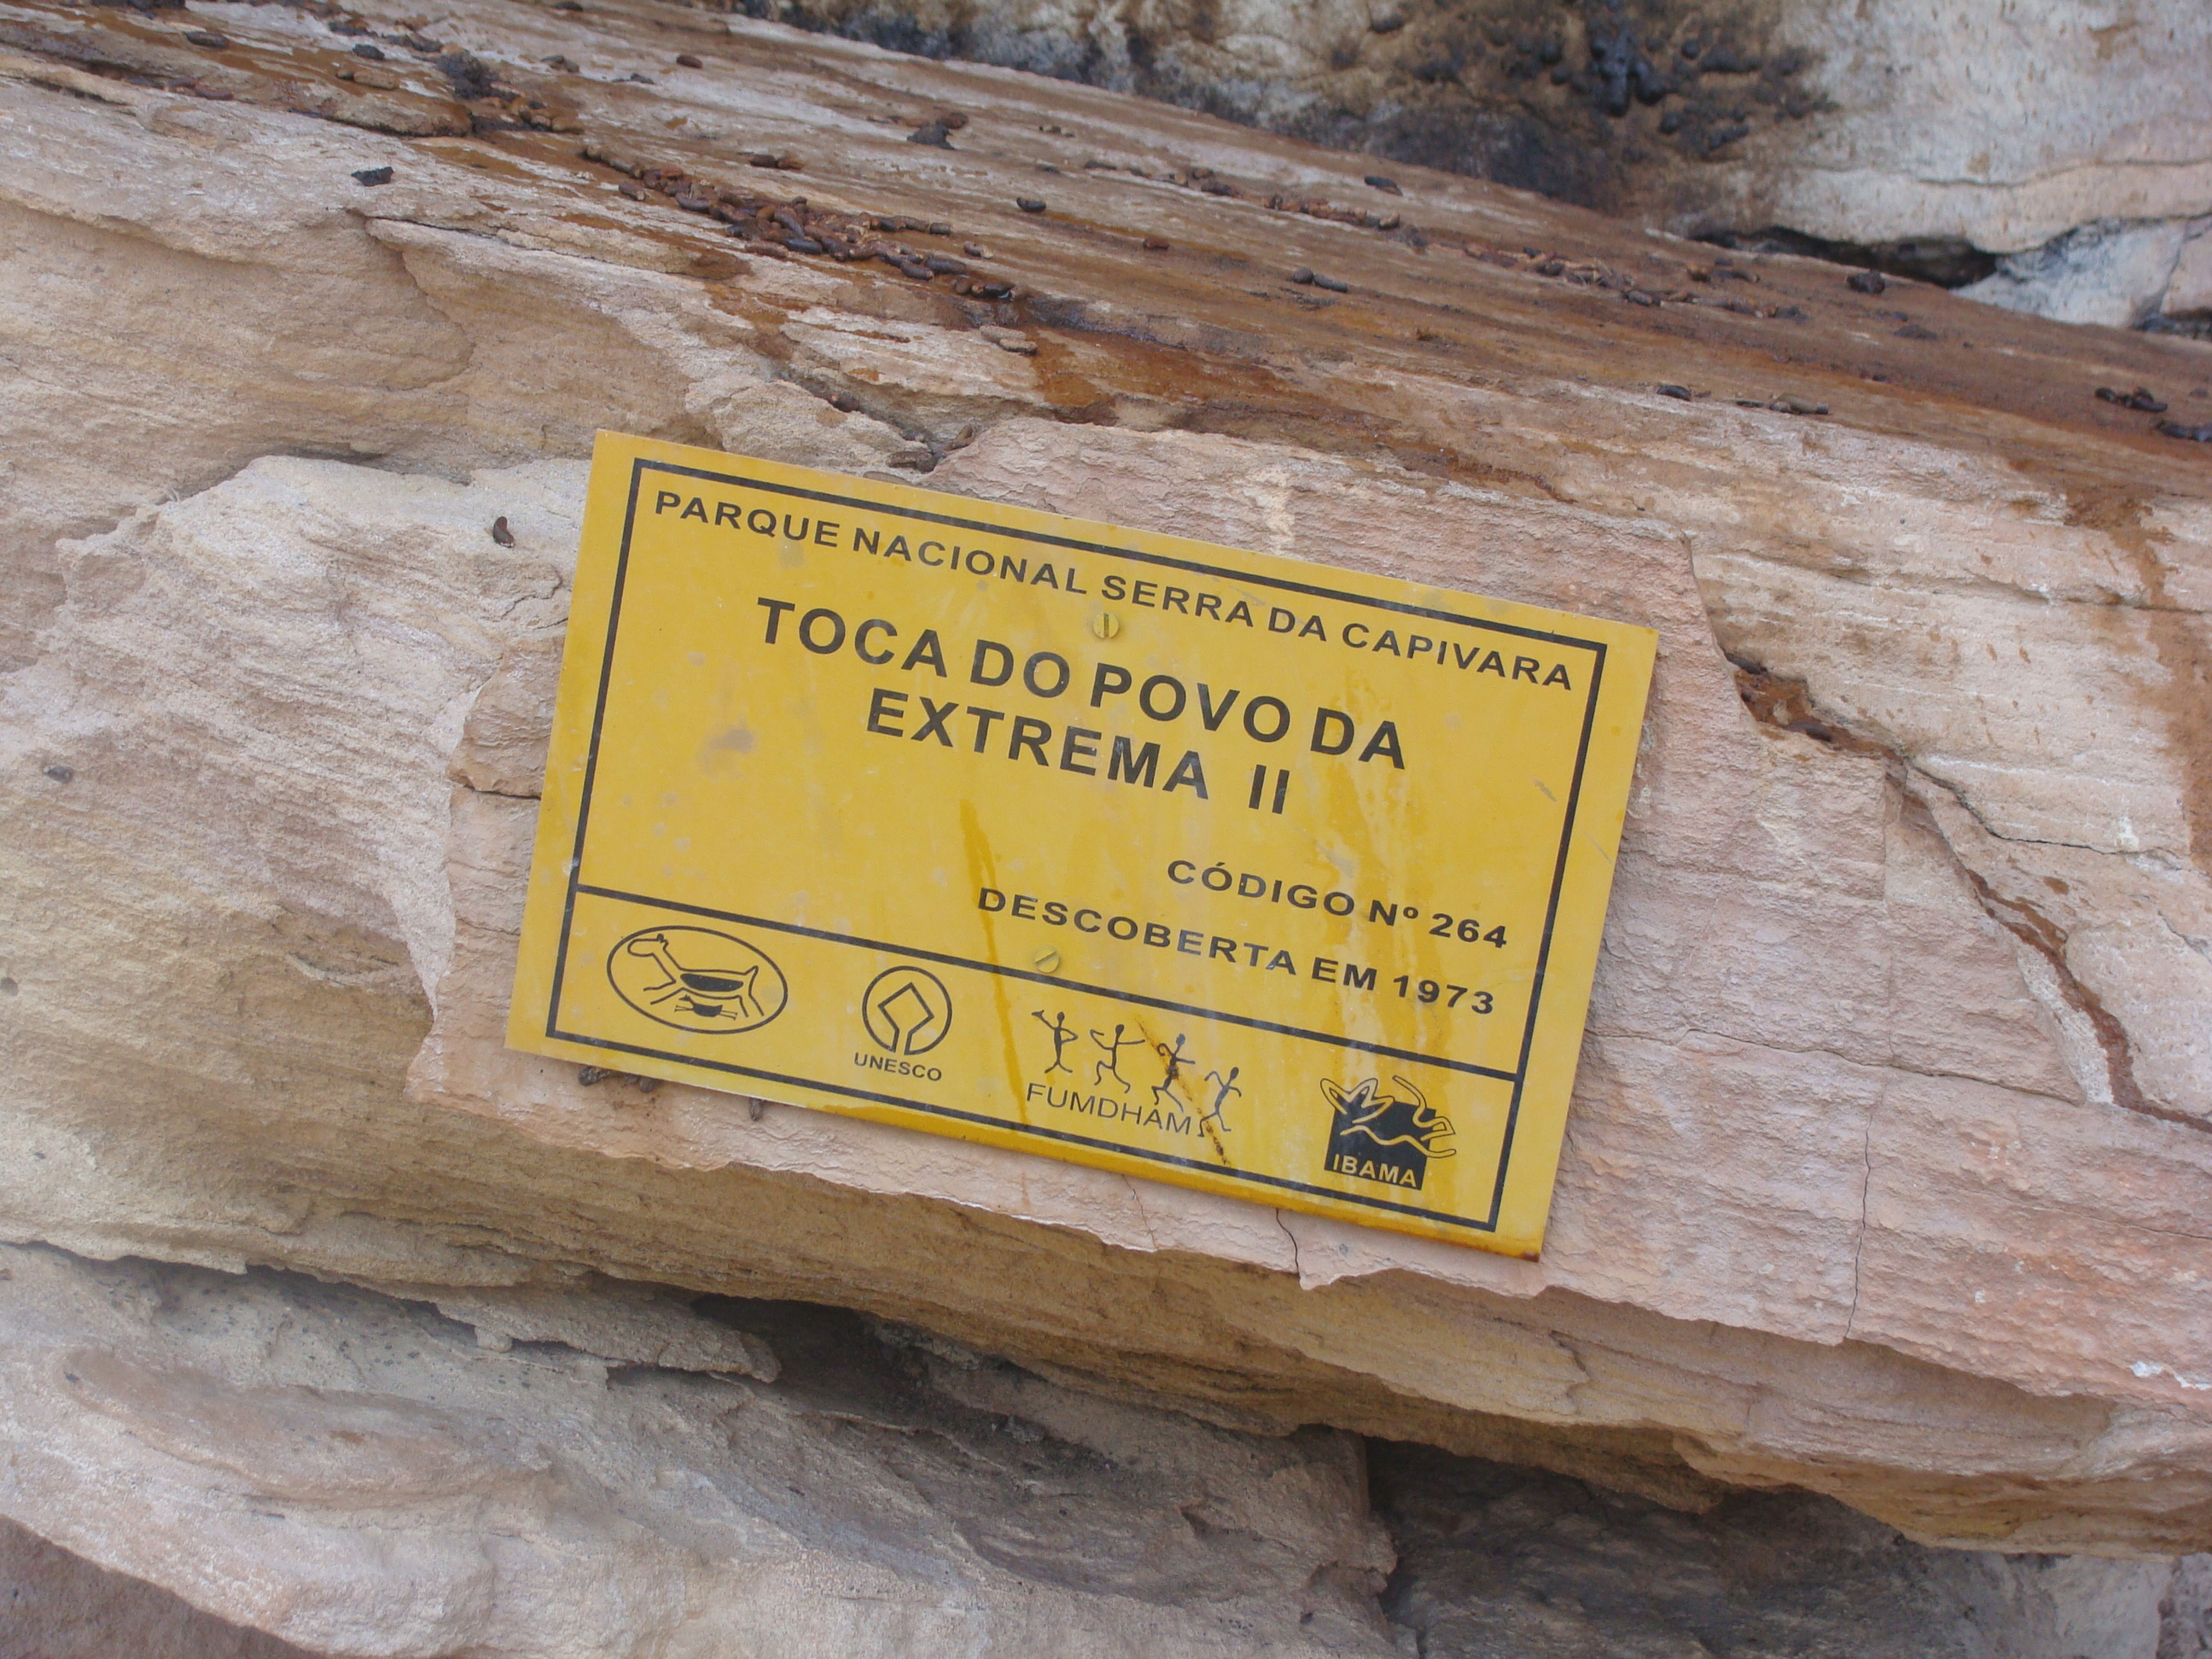 PARQUE NACIONAL SERRA DA CAPIVARA
TOCA DO POVO DA
EXTREMA II
CÓDIGO Nº 264
DESCOBERTA EM 1973
UNESCO
FUMDHAM
IBAMA